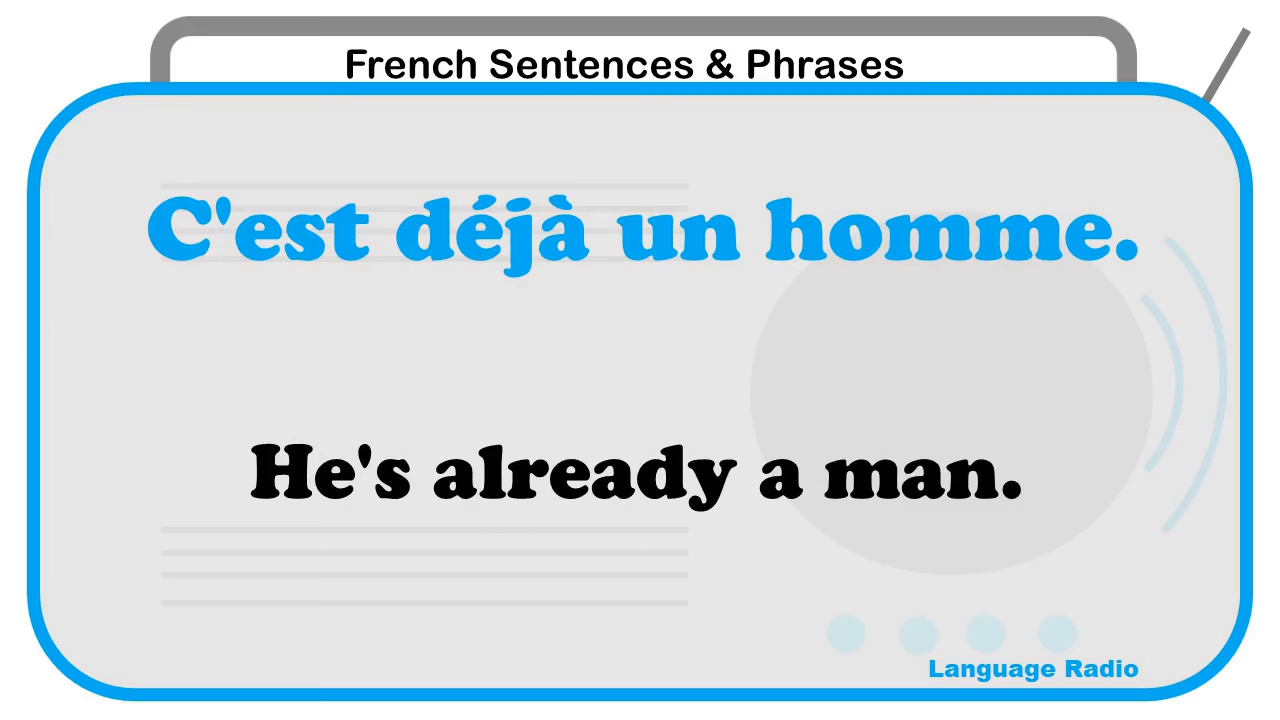 French Sentences & Phrases
C'est déjà un homme.
He's already a man.
Language Radio